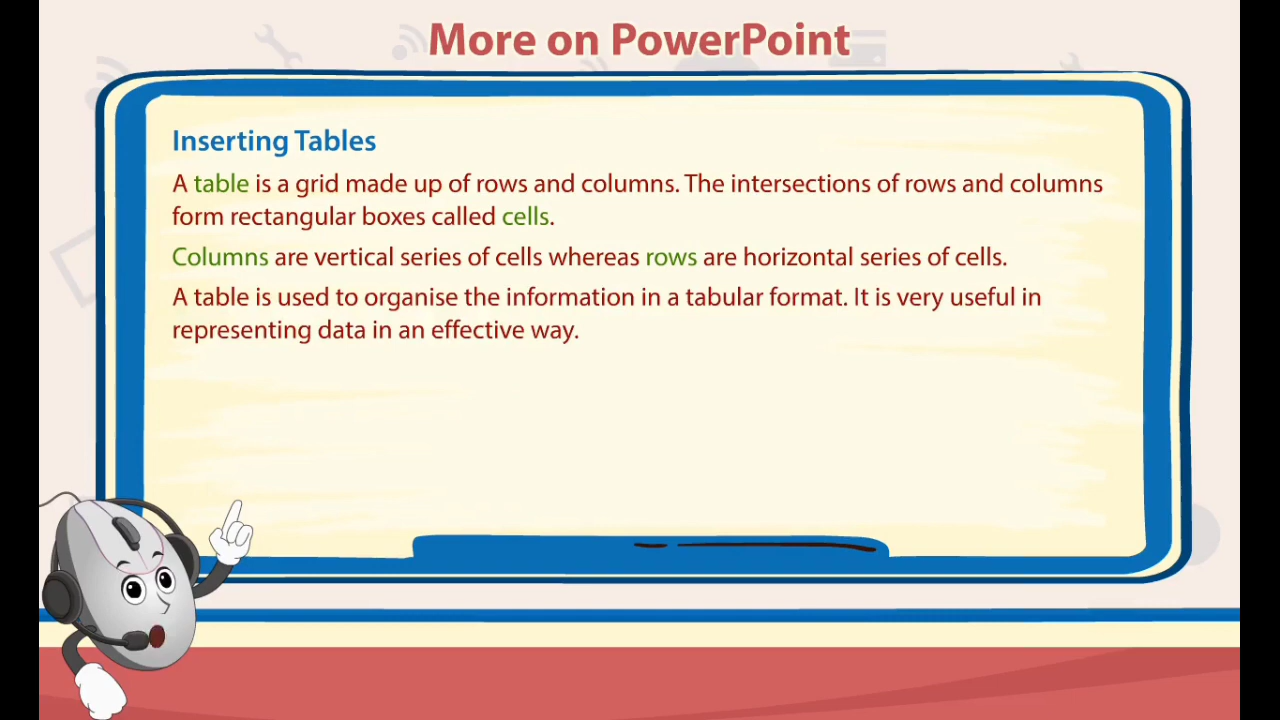 More on PowerPoint
Inserting Tables
A table is a grid made up of rows and columns. The intersections of rows and columns
form rectangular boxes called cells.
Columns are vertical series of cells whereas rows are horizontal series of cells.
A table is used to organise the information in a tabular format. It is very useful in
representing data in an effective way.